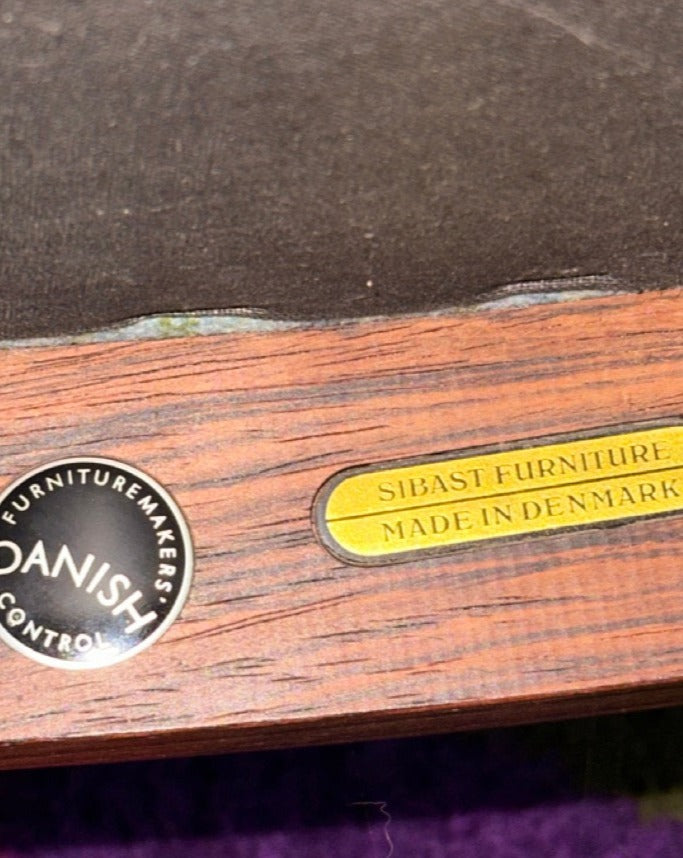 FURNITUREMAKERS.
DANISH
CONTROL
SIBAST FURNITURE
MADE IN DENMARK